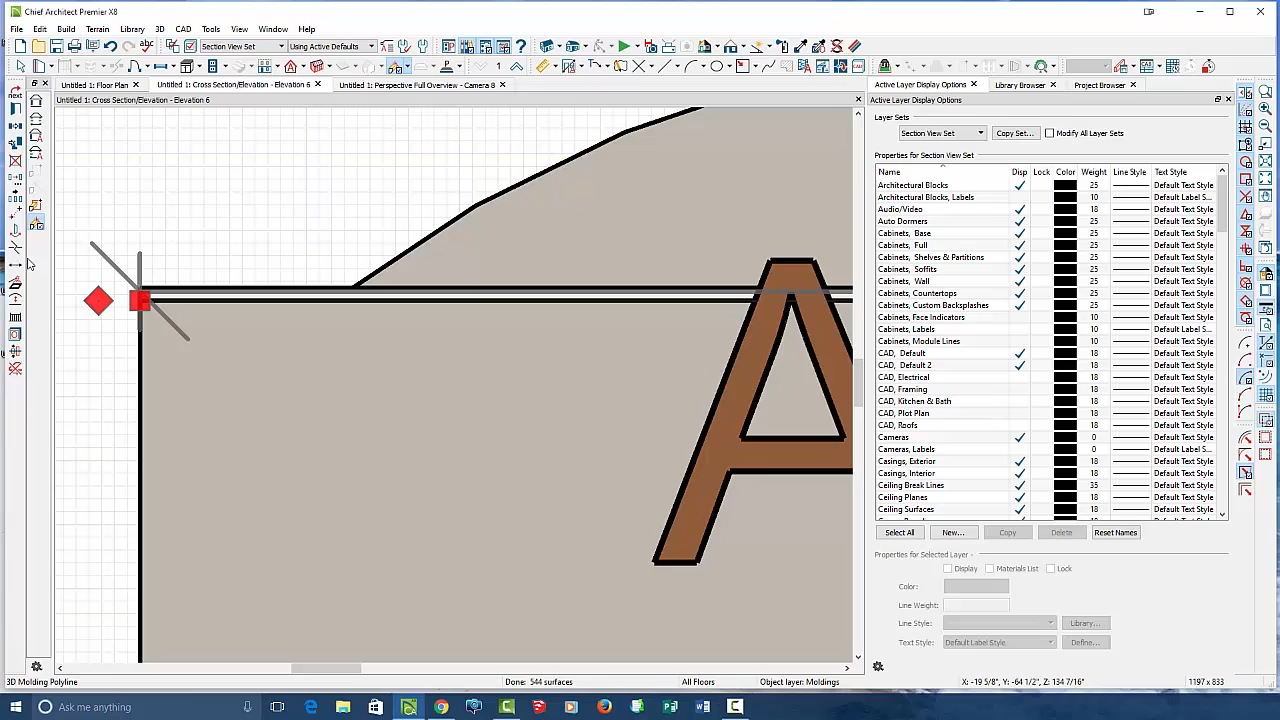 Chief Architect Premier X8
File
Edit
Build
Terrain
Library
3D
CAD
Tools
Window
Help
Section View Set
Using Active Defaults
1
Untitled 1: Floor Plan
Untitled 1: Cross Section/Elevation - Elevation 6
Untitled 1: Perspective Full Overview - Camera 8
Active Layer Display Options
Library Browser
Project Browser
Untitled 1: Cross Section/Elevation - Elevation 6
Active Layer Display Options
Layer Sets
Section View Set
Copy Set...
Modify All Layer Sets
Properties for Section View Set
Name Disp Lock Color Weight Line Style Text Style
Architectural Blocks 25 Default Text Style
Architectural Blocks, Labels 10 Default Label S...
Audio/Video 18 Default Text Style
Auto Dormers 25 Default Text Style
Cabinets, Base 25 Default Text Style
Cabinets, Full 25 Default Text Style
Cabinets, Shelves & Partitions 25 Default Text Style
Cabinets, Soffits 25 Default Text Style
Cabinets, Wall 25 Default Text Style
Cabinets, Countertops 25 Default Text Style
Cabinets, Custom Backsplashes 25 Default Text Style
Cabinets, Face Indicators 10 Default Text Style
Cabinets, Labels 10 Default Label S...
Cabinets, Module Lines 10 Default Text Style
CAD, Default 18 Default Text Style
CAD, Default 2 18 Default Text Style
CAD, Electrical 18 Default Text Style
CAD, Framing 18 Default Text Style
CAD, Kitchen & Bath 18 Default Text Style
CAD, Plot Plan 18 Default Text Style
CAD, Roofs 18 Default Text Style
Cameras 0 Default Text Style
Cameras, Labels 0 Default Label S...
Casings, Exterior 18 Default Text Style
Casings, Interior 18 Default Text Style
Ceiling Break Lines 35 Default Text Style
Ceiling Planes 18 Default Text Style
Ceiling Surfaces 18 Default Text Style
Select All
New...
Copy
Delete
Reset Names
Properties for Selected Layer -
Display
Materials List
Lock
Color:
Line Weight:
Line Style:
Library...
Text Style:
Default Label Style
Define...
A
3D Molding Polyline
Done: 544 surfaces
All Floors
Object layer: Moldings
X: -19 5/8", Y: -64 1/2", Z: 134 7/16"
1197 x 833
Ask me anything